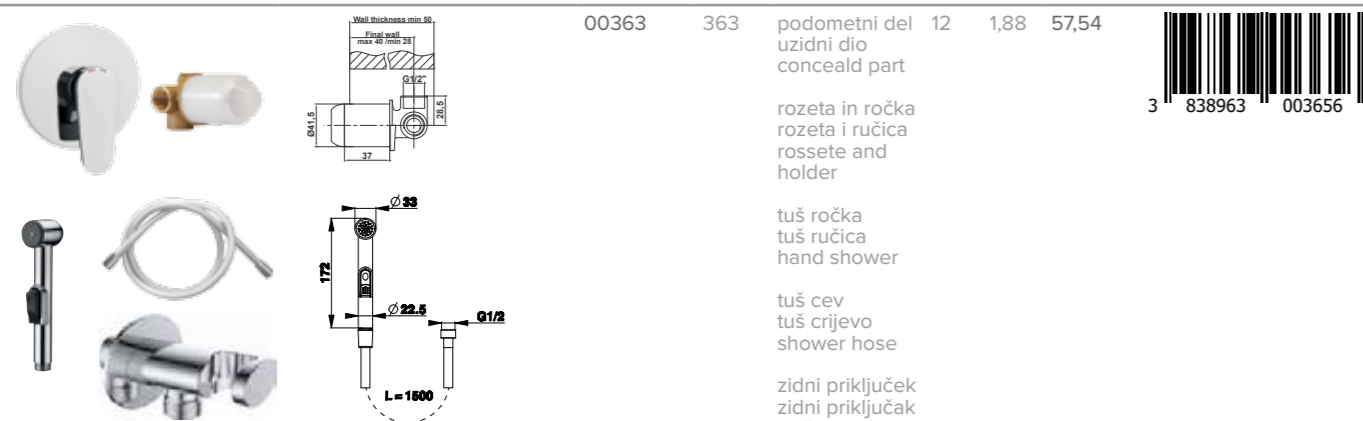 00363 363 podometni del 12 1,88 57,54
uzidni dio
conceald part
rozeta in ročka
rozeta i ručica
rossete and
holder
tuš ročka
tuš ručica
hand shower
tuš cev
tuš crijevo
shower hose
zidni priključek
zidni priključak
Wall thickness min 50
Final wall
max 40 /min 28
G1/2"
28,5
Ø41,5
37
3 838963 003656
Ø 33
172
Ø 22.5
G1/2
L = 1500